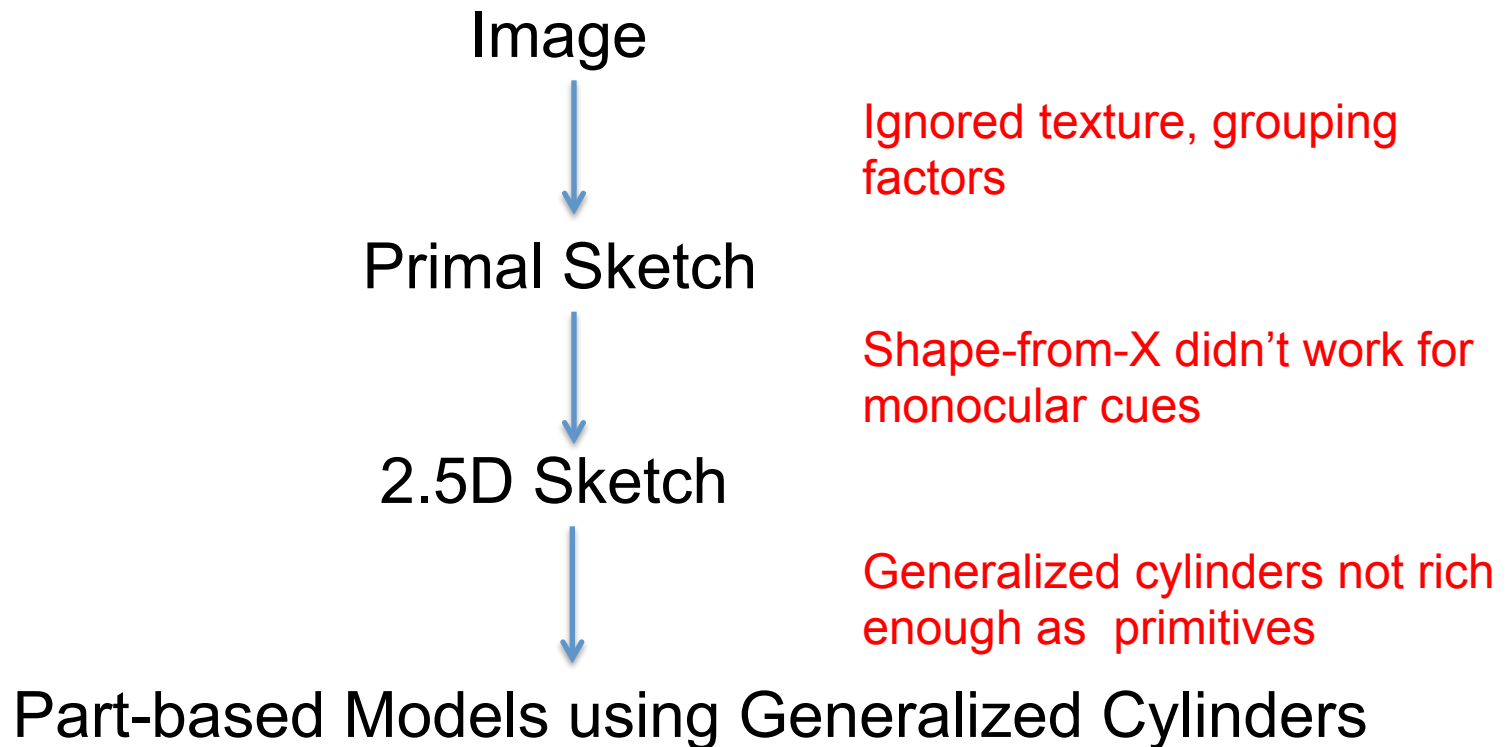 Image
Ignored texture, grouping
factors
Primal Sketch
Shape-from-X didn’t work for
monocular cues
2.5D Sketch
Generalized cylinders not rich
enough as  primitives
Part-based Models using Generalized Cylinders